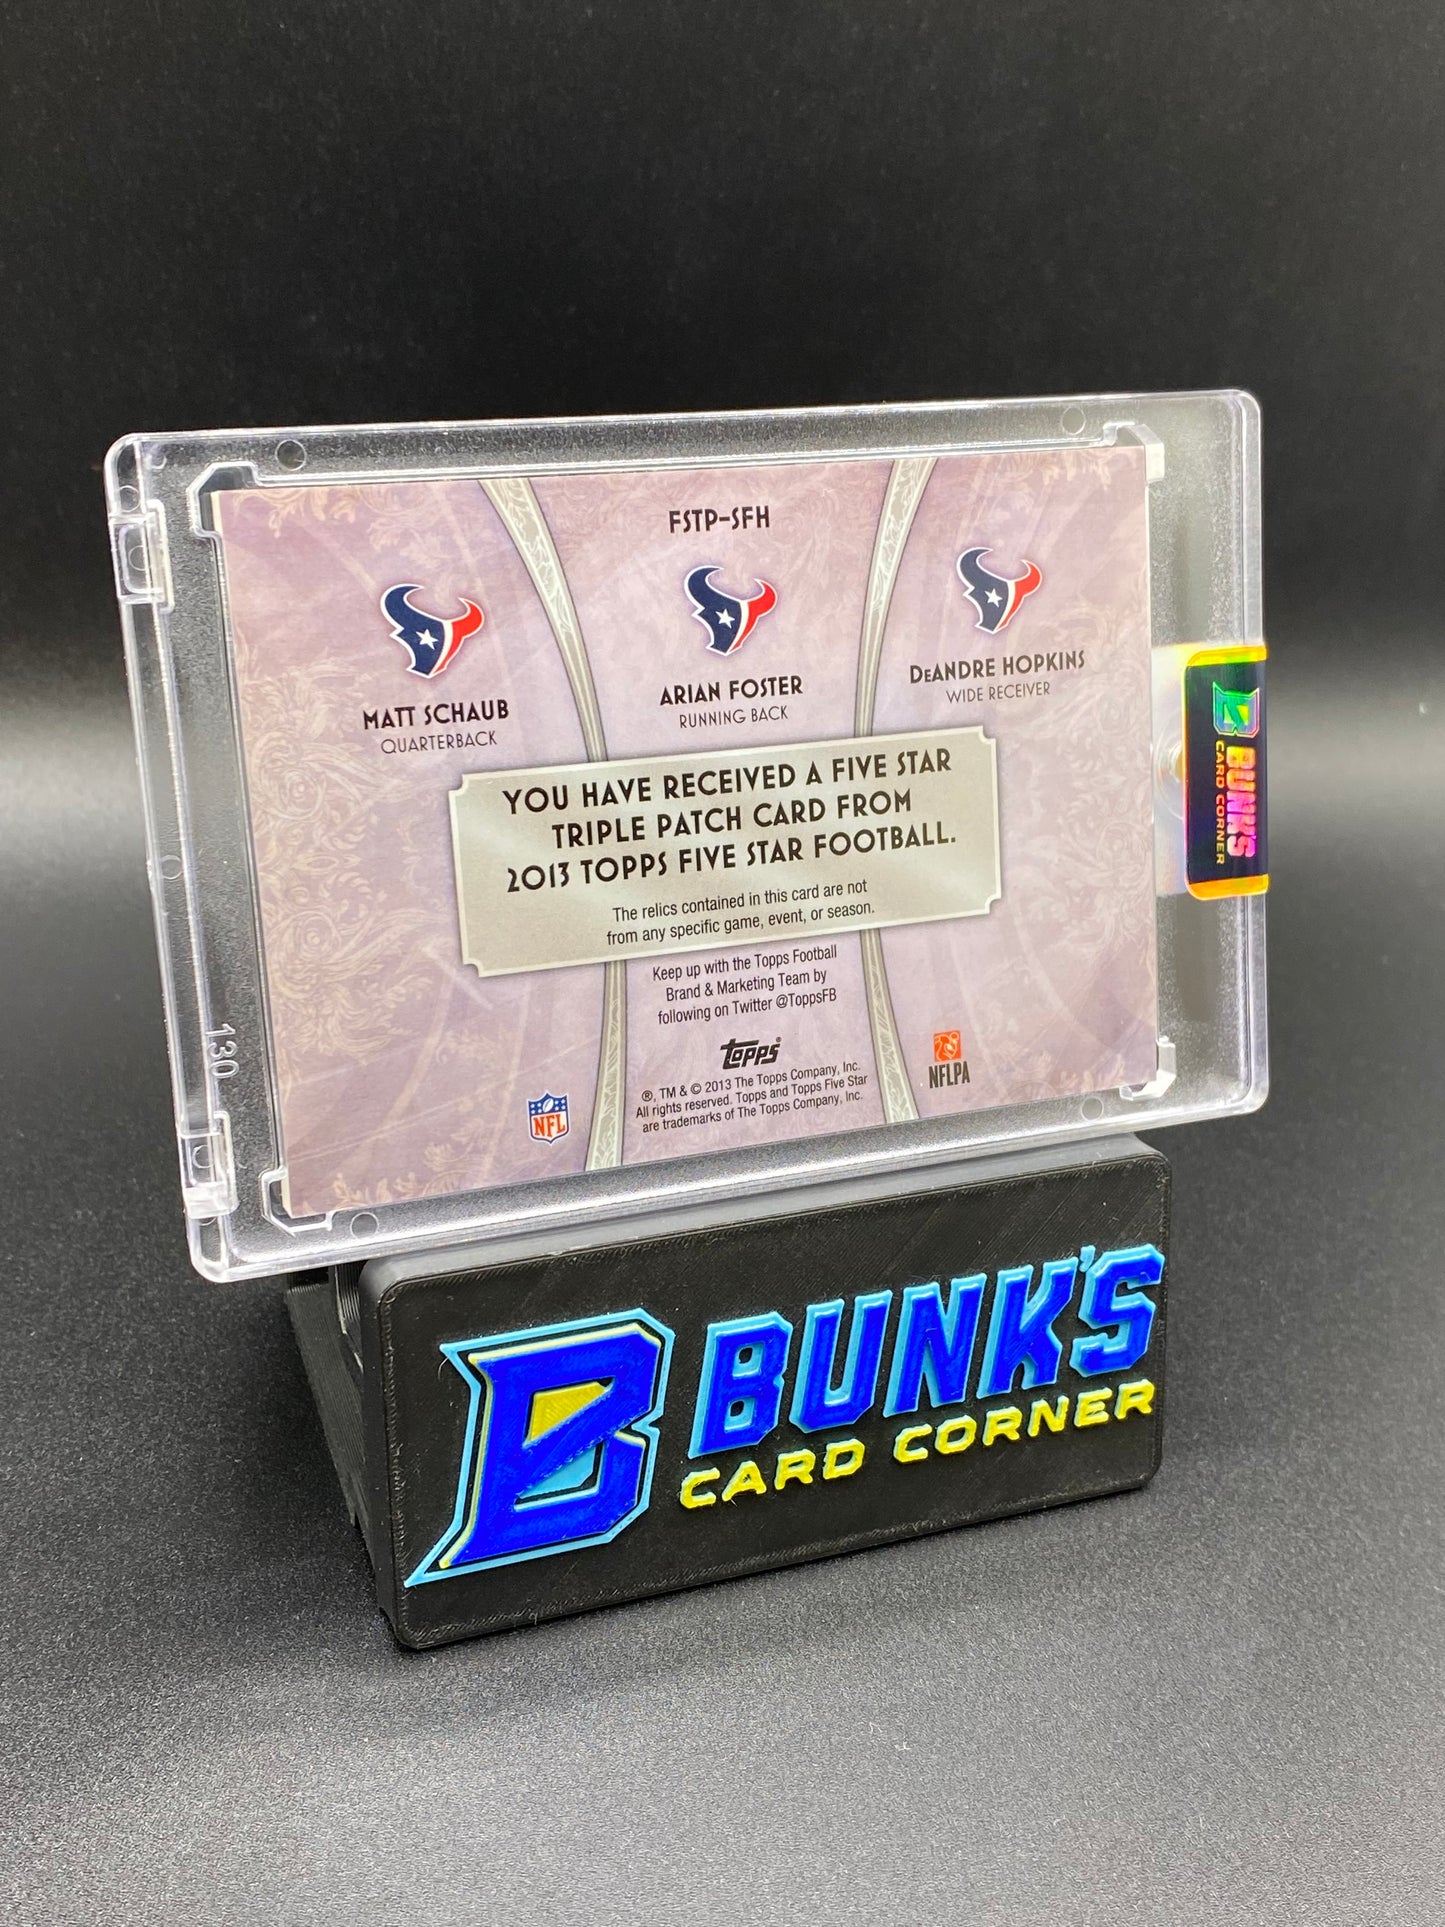 FSTP-SFH
MATT SCHAUB
QUARTERBACK
ARIAN FOSTER
RUNNING BACK
DeANDRE HOPKINS
WIDE RECEIVER
YOU HAVE RECEIVED A FIVE STAR
TRIPLE PATCH CARD FROM
2013 TOPPS FIVE STAR FOOTBALL.
The relics contained in this card are not
from any specific game, event, or season.
Keep up with the Topps Football
Brand & Marketing Team by
following on Twitter @ToppsFB
topps
®, TM & © 2013 The Topps Company, Inc.
All rights reserved. Topps and Topps Five Star
are trademarks of The Topps Company, Inc.
NFL
NFLPA
130
B BUNK'S
CARD CORNER
B BUNK'S
CARD CORNER